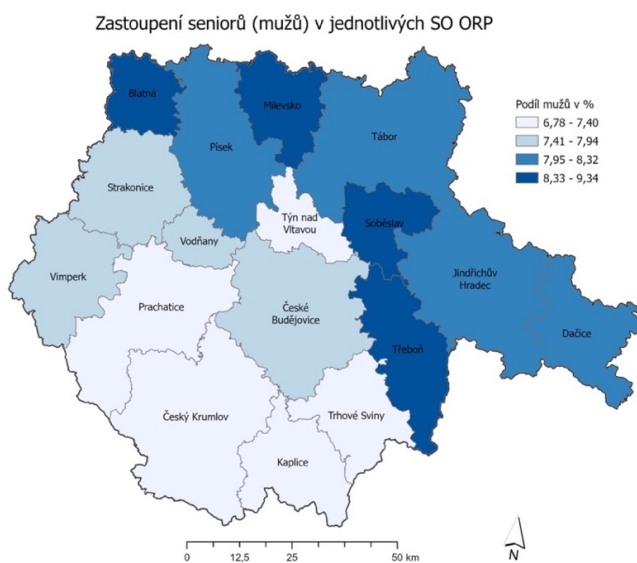 Zastoupení seniorů (mužů) v jednotlivých SO ORP
Blatná
Milevsko
Písek
Tábor
Podíl mužů v %
6,78 - 7,40
7,41 - 7,94
7,95 - 8,32
8,33 - 9,34
Strakonice
Týn nad
Vltavou
Soběslav
Vodňany
Vimperk
Jindřichův
Hradec
Prachatice
České
Budějovice
Dačice
Třeboň
Český Krumlov
Trhové Sviny
Kaplice
0 12,5 25 50 km
N